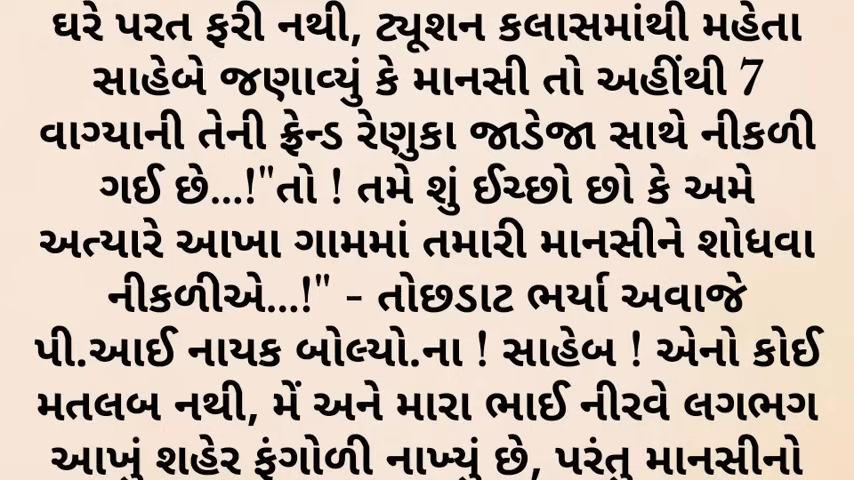 ઘરે પરત ફરી નથી, ટ્યૂશન કલાસમાંથી મહેતા
સાહેબે જણાવ્યું કે માનસી તો અહીંથી 7
વાગ્યાની તેની ફ્રેન્ડ રેણુકા જાડેજા સાથે નીકળી
ગઈ છે...!"તો ! તમે શું ઈચ્છો છો કે અમે
અત્યારે આખા ગામમાં તમારી માનસીને શોધવા
નીકળીએ...!" - તોછડાટ ભર્યા અવાજે
પી.આઈ નાયક બોલ્યો.ના ! સાહેબ ! એનો કોઈ
મતલબ નથી, મેં અને મારા ભાઈ નીરવે લગભગ
આખું શહેર ફંગોળી નાખ્યું છે, પરંતુ માનસીનો